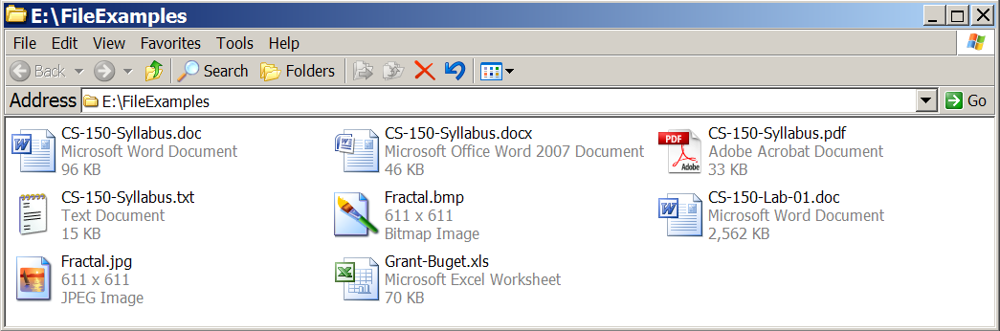 E:\FileExamples
File Edit View Favorites Tools Help
Back Search Folders
Address E:\FileExamples Go
CS-150-Syllabus.doc
Microsoft Word Document
96 KB
CS-150-Syllabus.docx
Microsoft Office Word 2007 Document
46 KB
PDF
Adobe
CS-150-Syllabus.pdf
Adobe Acrobat Document
33 KB
CS-150-Syllabus.txt
Text Document
15 KB
Fractal.bmp
611 x 611
Bitmap Image
CS-150-Lab-01.doc
Microsoft Word Document
2,562 KB
Fractal.jpg
611 x 611
JPEG Image
Grant-Buget.xls
Microsoft Excel Worksheet
70 KB